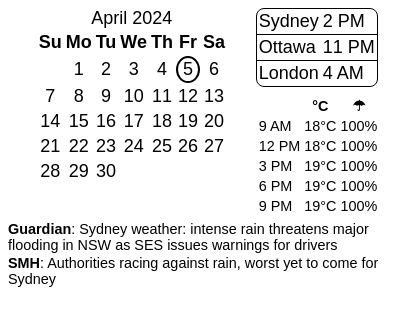 April 2024
Su Mo Tu We Th Fr Sa
1 2 3 4 5 6
7 8 9 10 11 12 13
14 15 16 17 18 19 20
21 22 23 24 25 26 27
28 29 30
Sydney 2 PM
Ottawa 11 PM
London 4 AM
°C ☂
9 AM 18°C 100%
12 PM 18°C 100%
3 PM 19°C 100%
6 PM 19°C 100%
9 PM 19°C 100%
Guardian: Sydney weather: intense rain threatens major
flooding in NSW as SES issues warnings for drivers
SMH: Authorities racing against rain, worst yet to come for
Sydney